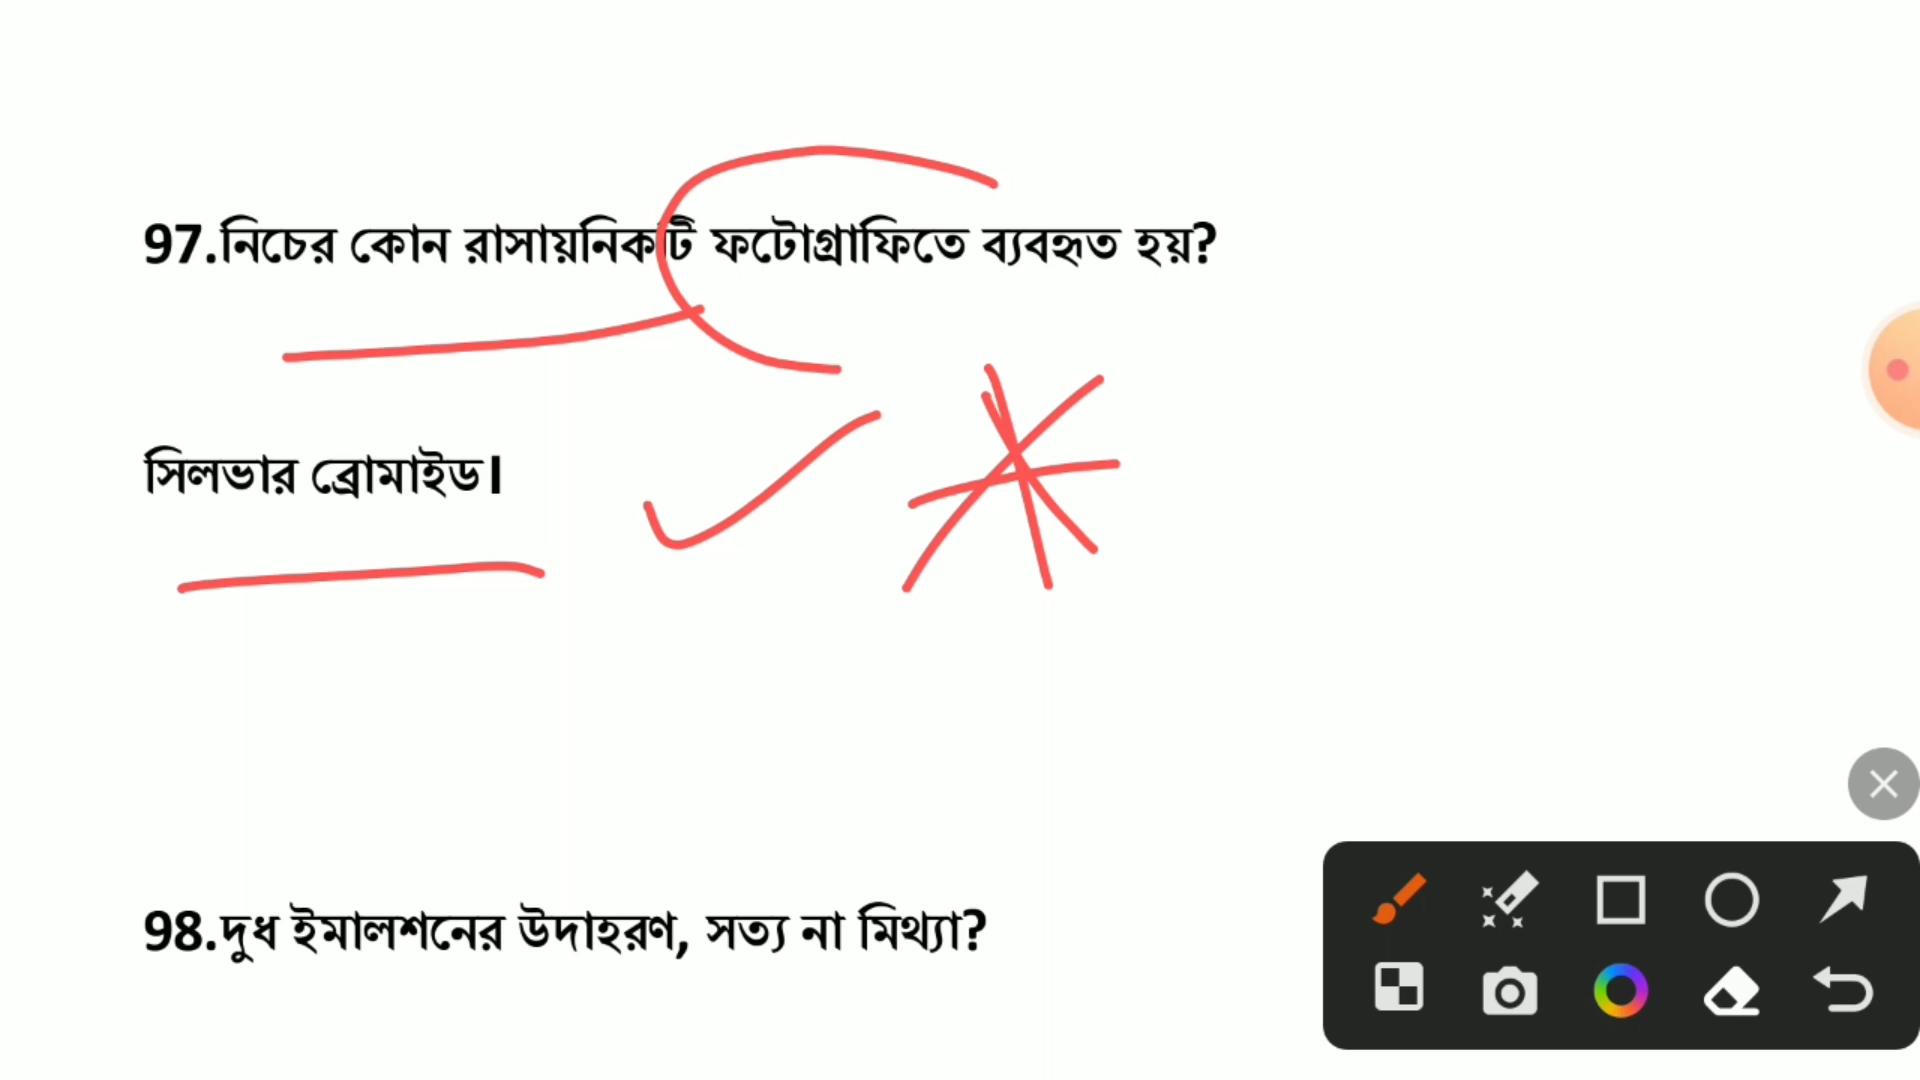 97.নিচের কোন রাসায়নিকটি ফটোগ্রাফিতে ব্যবহৃত হয়?
সিলভার ব্রোমাইড।
98.দুধ ইমালশনের উদাহরণ, সত্য না মিথ্যা?